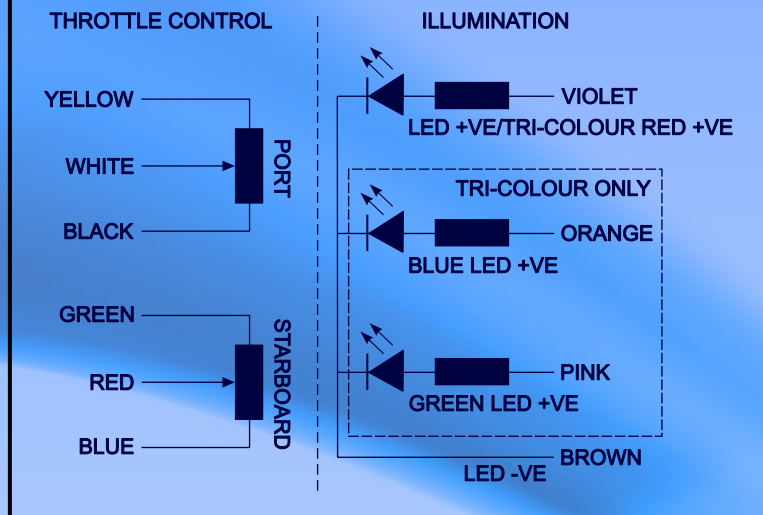 THROTTLE CONTROL
YELLOW
WHITE
BLACK
PORT
GREEN
RED
BLUE
STARBOARD
ILLUMINATION
VIOLET
LED +VE/TRI-COLOUR RED +VE
TRI-COLOUR ONLY
ORANGE
BLUE LED +VE
PINK
GREEN LED +VE
BROWN
LED -VE